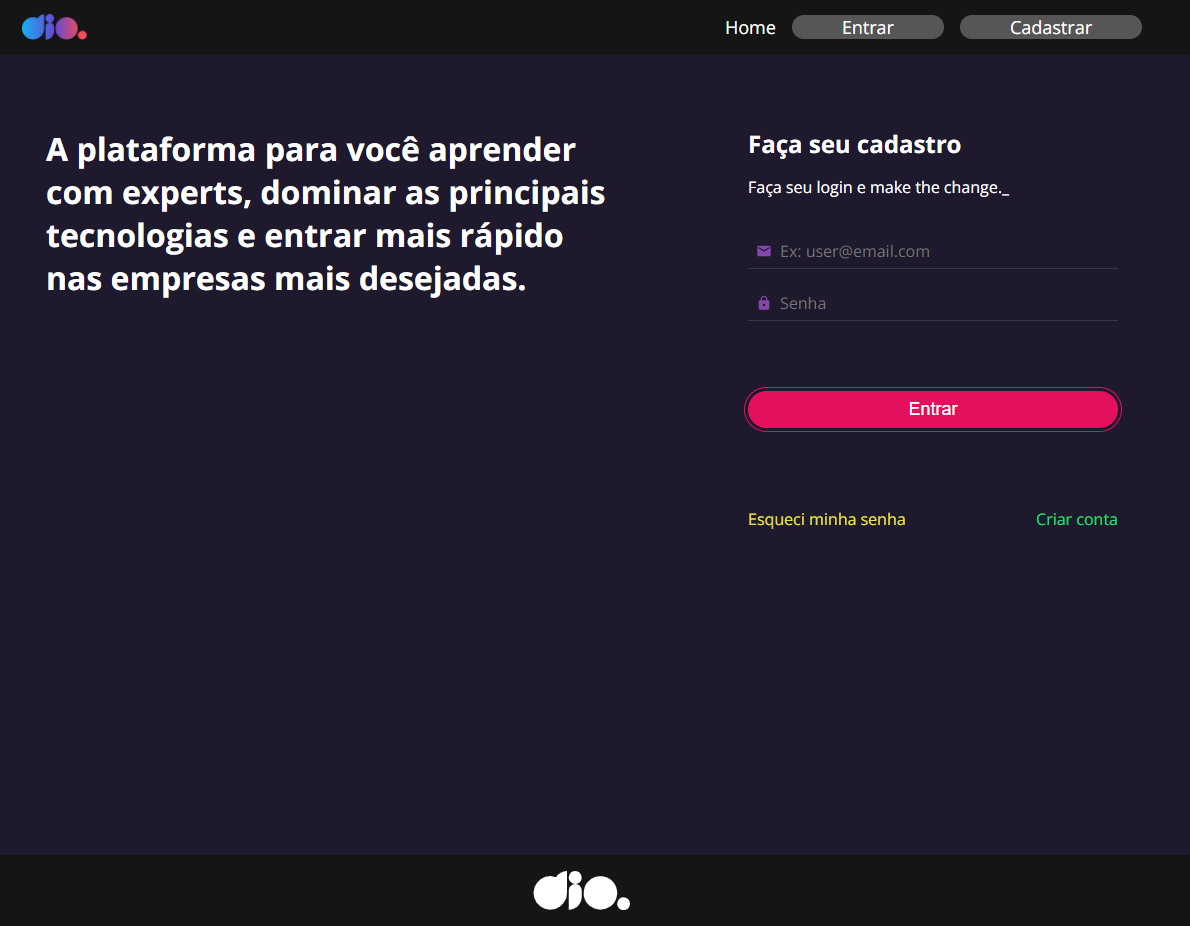 dio.
Home
Entrar
Cadastrar
A plataforma para você aprender
com experts, dominar as principais
tecnologias e entrar mais rápido
nas empresas mais desejadas.
Faça seu cadastro
Faça seu login e make the change._
Ex: user@email.com
Senha
Entrar
Esqueci minha senha
Criar conta
dio.